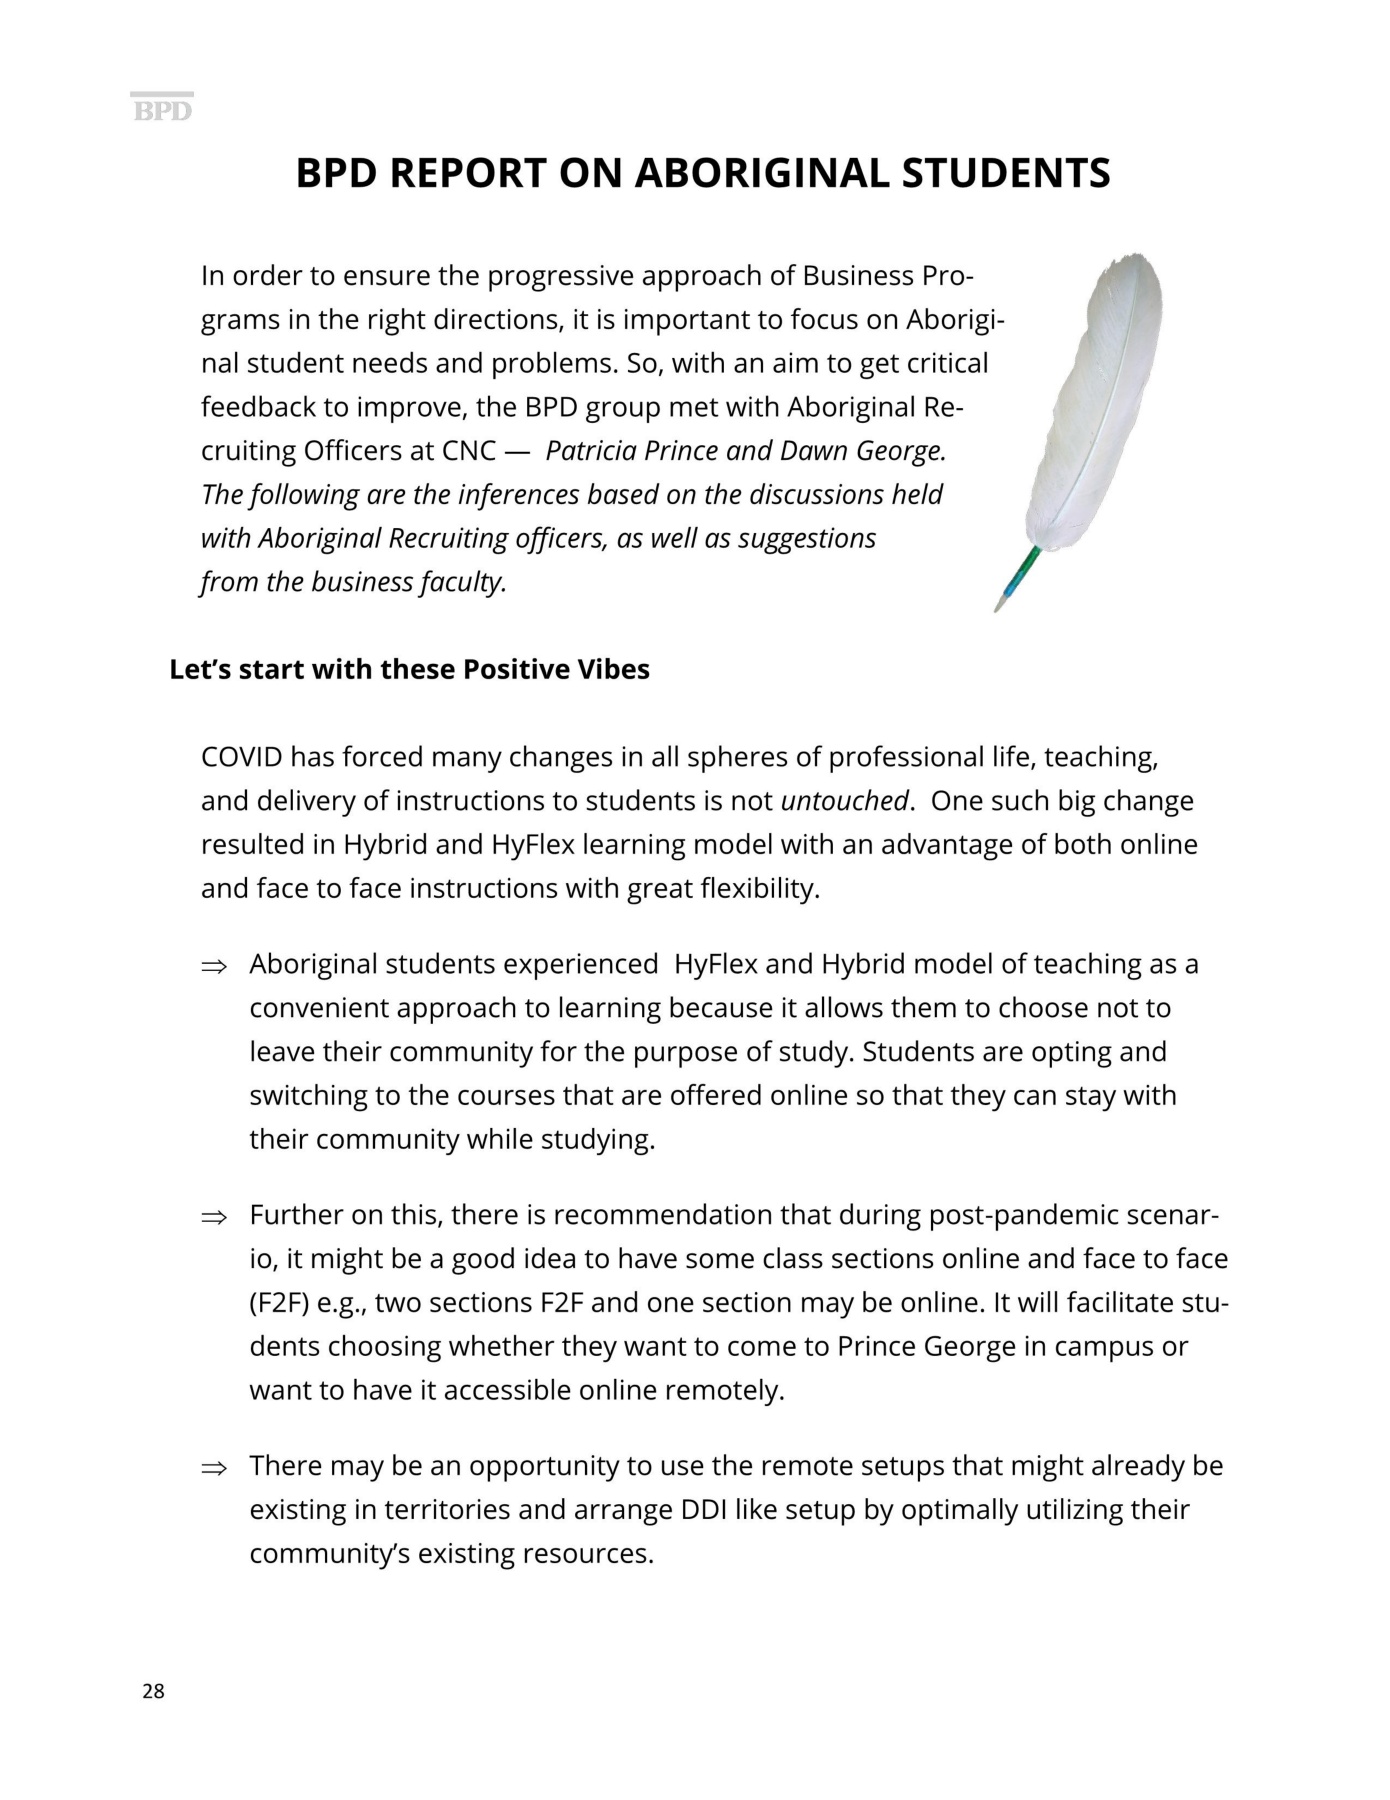 BPD
BPD REPORT ON ABORIGINAL STUDENTS
In order to ensure the progressive approach of Business Pro-
grams in the right directions, it is important to focus on Aborigi-
nal student needs and problems. So, with an aim to get critical
feedback to improve, the BPD group met with Aboriginal Re-
cruiting Officers at CNC —  Patricia Prince and Dawn George.
The following are the inferences based on the discussions held
with Aboriginal Recruiting officers, as well as suggestions
from the business faculty.
Let’s start with these Positive Vibes
COVID has forced many changes in all spheres of professional life, teaching,
and delivery of instructions to students is not untouched.  One such big change
resulted in Hybrid and HyFlex learning model with an advantage of both online
and face to face instructions with great flexibility.
⇒ Aboriginal students experienced  HyFlex and Hybrid model of teaching as a
convenient approach to learning because it allows them to choose not to
leave their community for the purpose of study. Students are opting and
switching to the courses that are offered online so that they can stay with
their community while studying.
⇒ Further on this, there is recommendation that during post-pandemic scenar-
io, it might be a good idea to have some class sections online and face to face
(F2F) e.g., two sections F2F and one section may be online. It will facilitate stu-
dents choosing whether they want to come to Prince George in campus or
want to have it accessible online remotely.
⇒ There may be an opportunity to use the remote setups that might already be
existing in territories and arrange DDI like setup by optimally utilizing their
community’s existing resources.
28